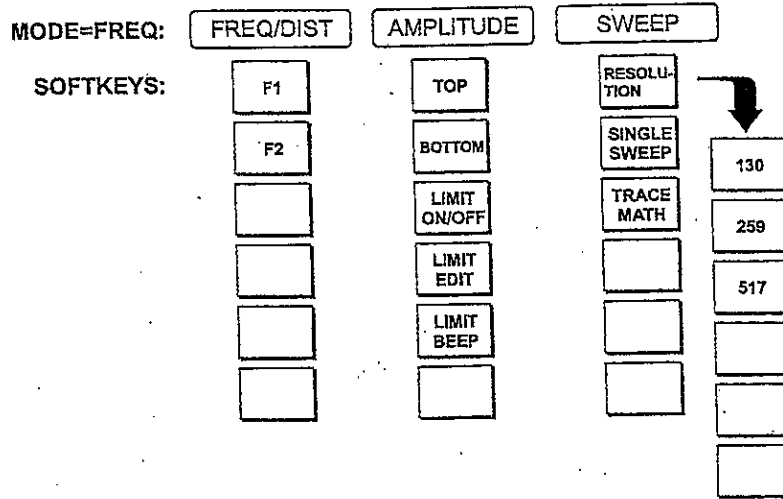 MODE=FREQ: FREQ/DIST AMPLITUDE SWEEP
SOFTKEYS:
F1
F2
TOP
BOTTOM
LIMIT
ON/OFF
LIMIT
EDIT
LIMIT
BEEP
RESOLU-
TION
SINGLE
SWEEP
TRACE
MATH
130
259
517